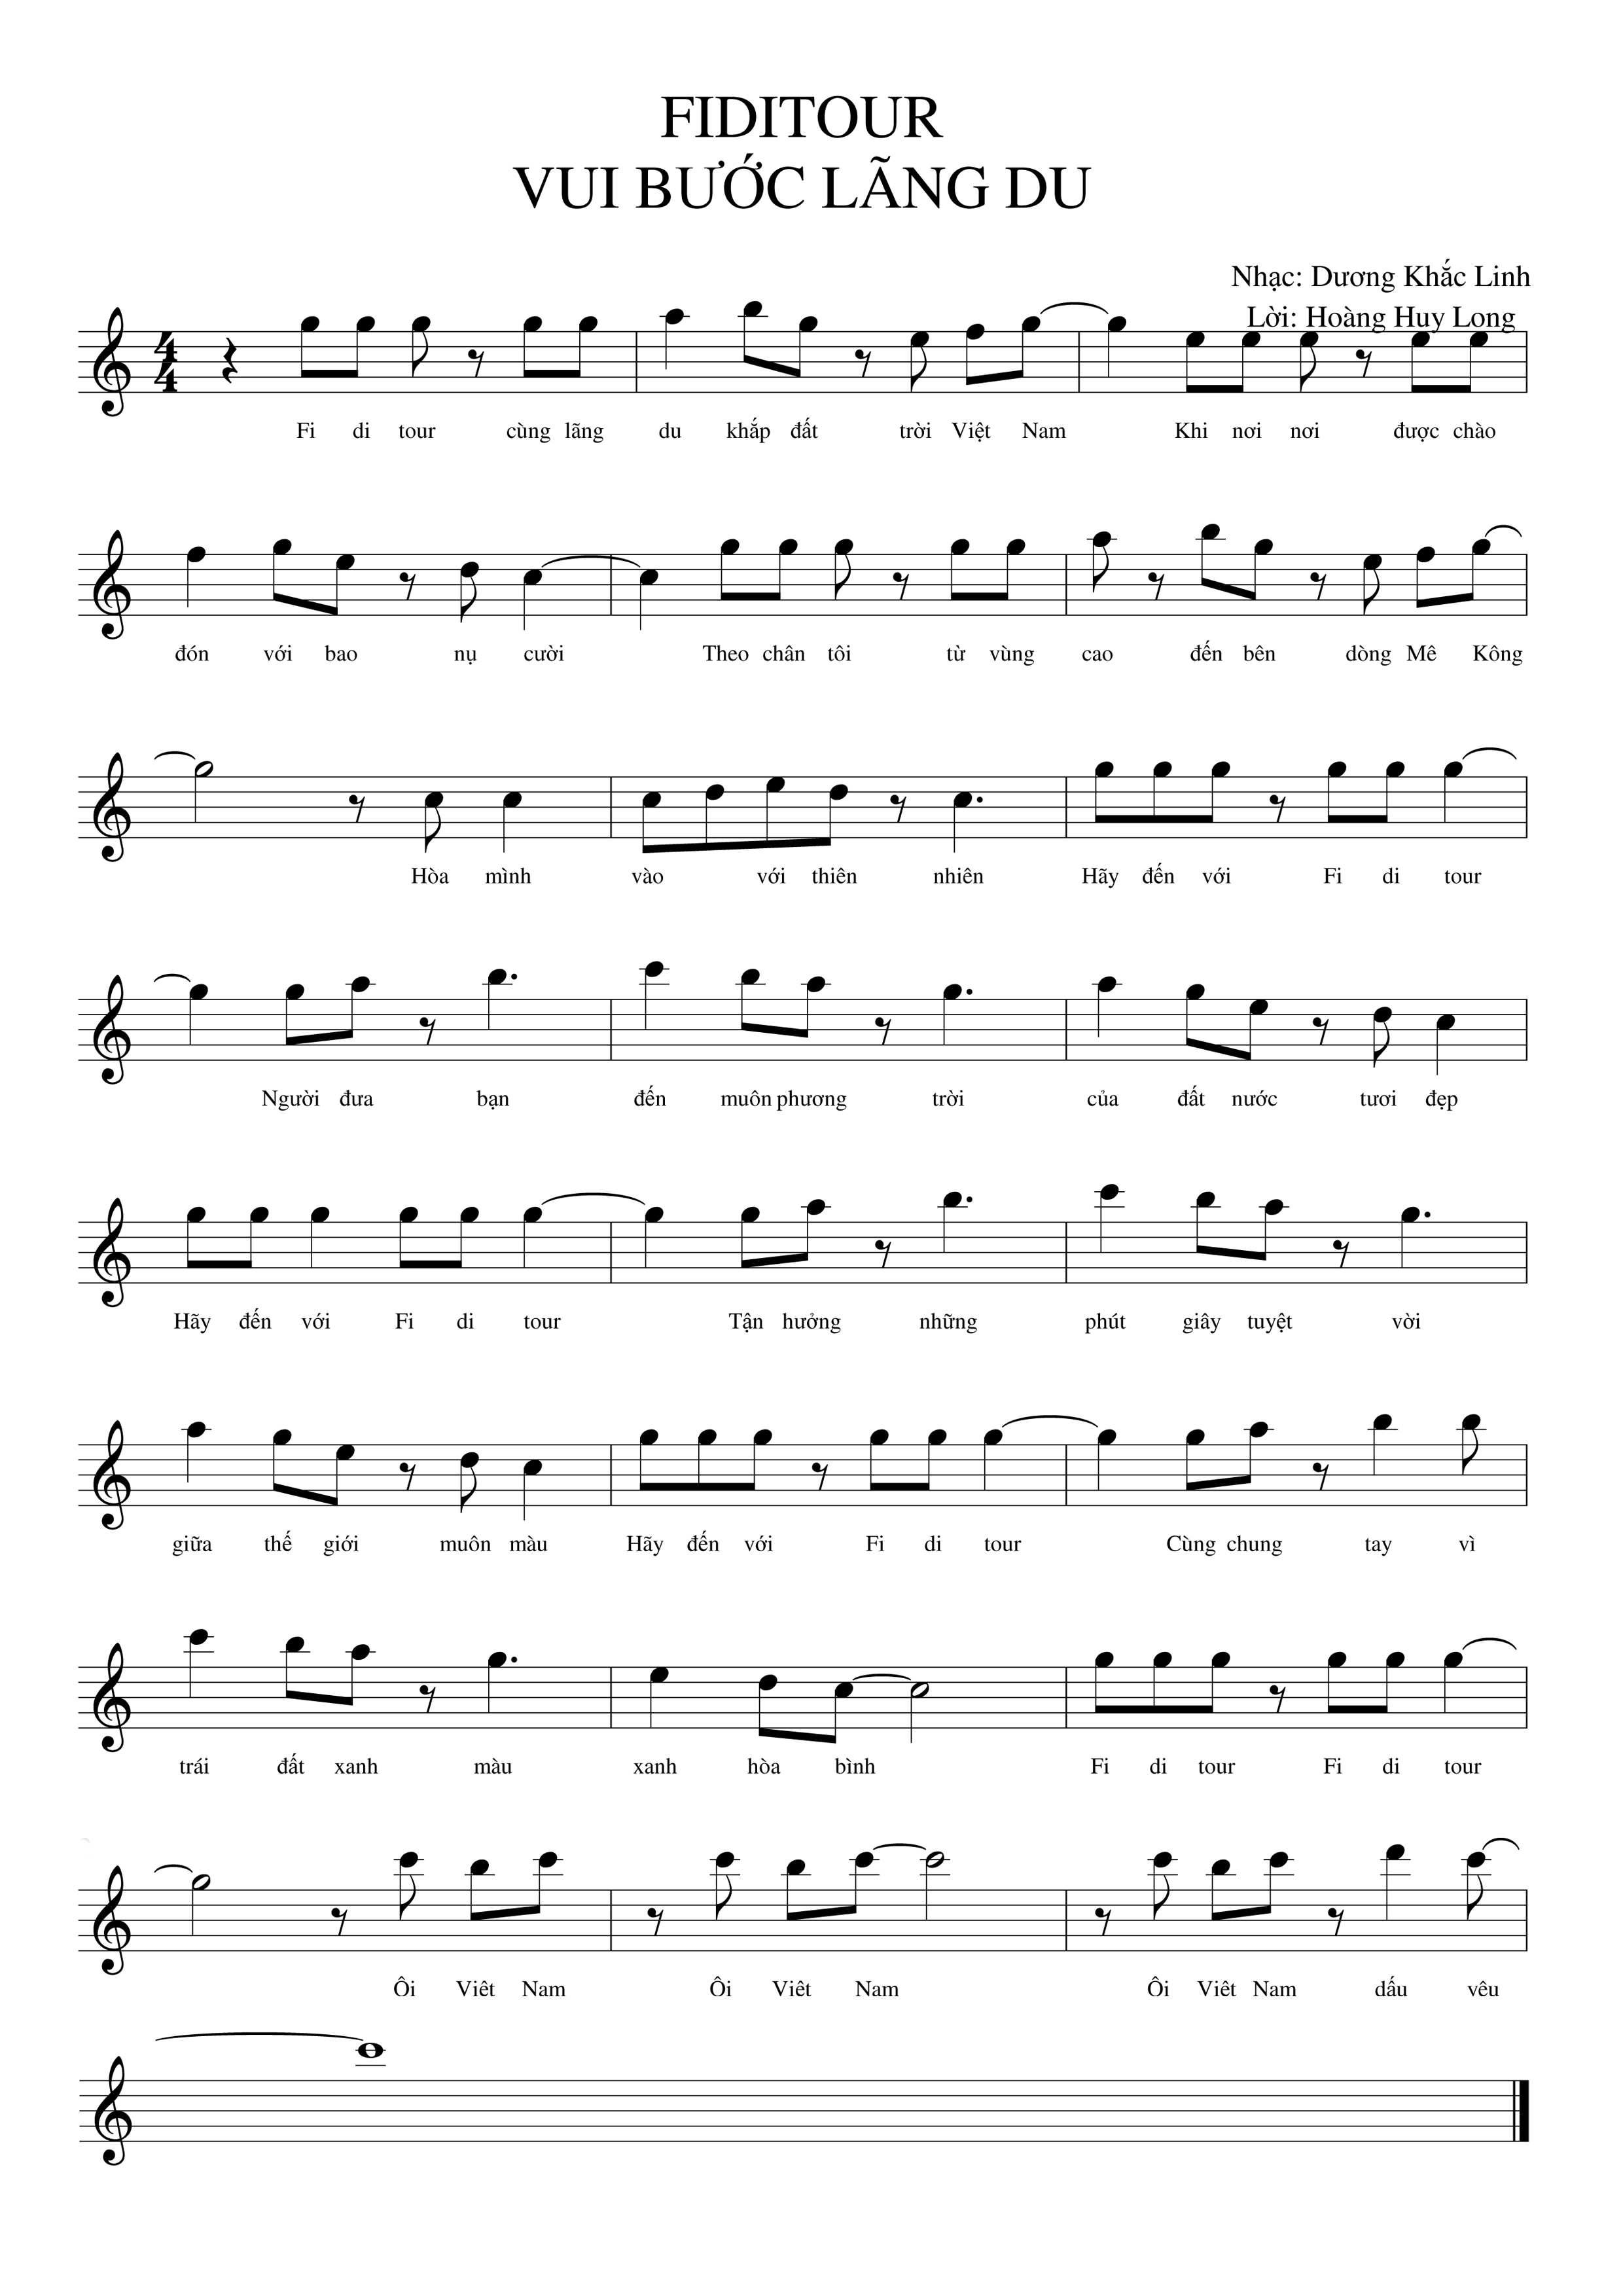 FIDITOUR
VUI BƯỚC LÃNG DU
Nhạc: Dương Khắc Linh
Lời: Hoàng Huy Long
4
4
Fi di tour cùng lãng du khắp đất trời Việt Nam Khi nơi nơi được chào
đón với bao nụ cười Theo chân tôi từ vùng cao đến bên dòng Mê Kông
Hòa mình vào với thiên nhiên Hãy đến với Fi di tour
Người đưa bạn đến muôn phương trời của đất nước tươi đẹp
Hãy đến với Fi di tour Tận hưởng những phút giây tuyệt vời
giữa thế giới muôn màu Hãy đến với Fi di tour Cùng chung tay vì
trái đất xanh màu xanh hòa bình Fi di tour Fi di tour
Ôi Viêt Nam Ôi Viêt Nam Ôi Viêt Nam dấu vêu